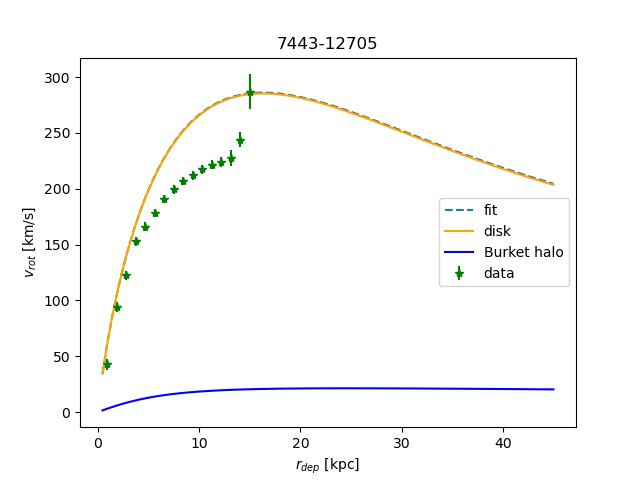 7443-12705
300
250
200
150
100
50
0
v_rot [km/s]
fit
disk
Burket halo
data
0 10 20 30 40
r_dep [kpc]